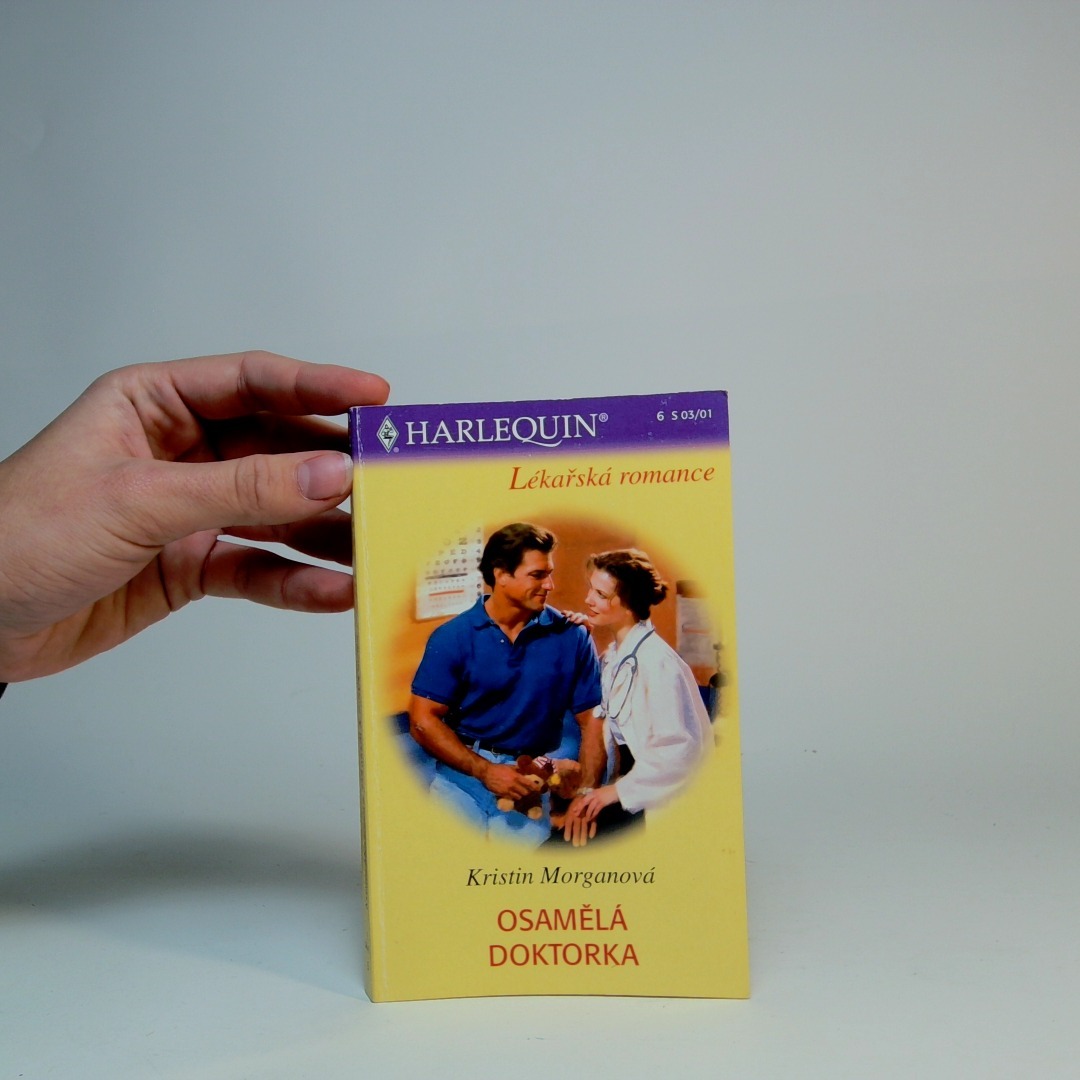 HARLEQUIN®
6 S 03/01
Lékařská romance
Kristin Morganová
OSAMĚLÁ
DOKTORKA